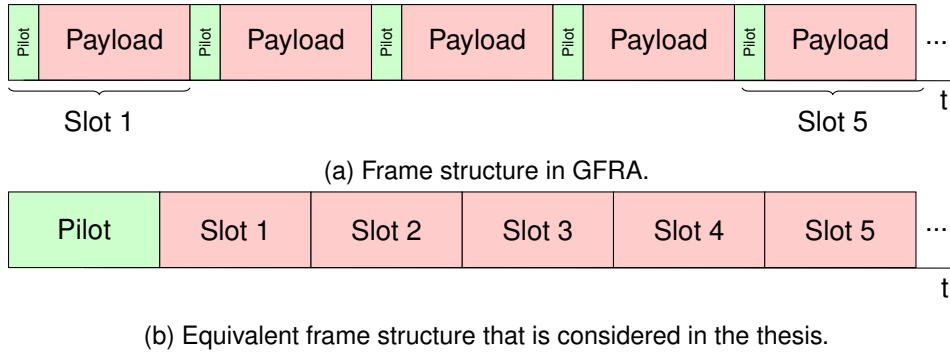 Pilot Payload Pilot Payload Pilot Payload Pilot Payload Pilot Payload ...
t
Slot 1 Slot 5
(a) Frame structure in GFRA.
Pilot Slot 1 Slot 2 Slot 3 Slot 4 Slot 5 ...
t
(b) Equivalent frame structure that is considered in the thesis.